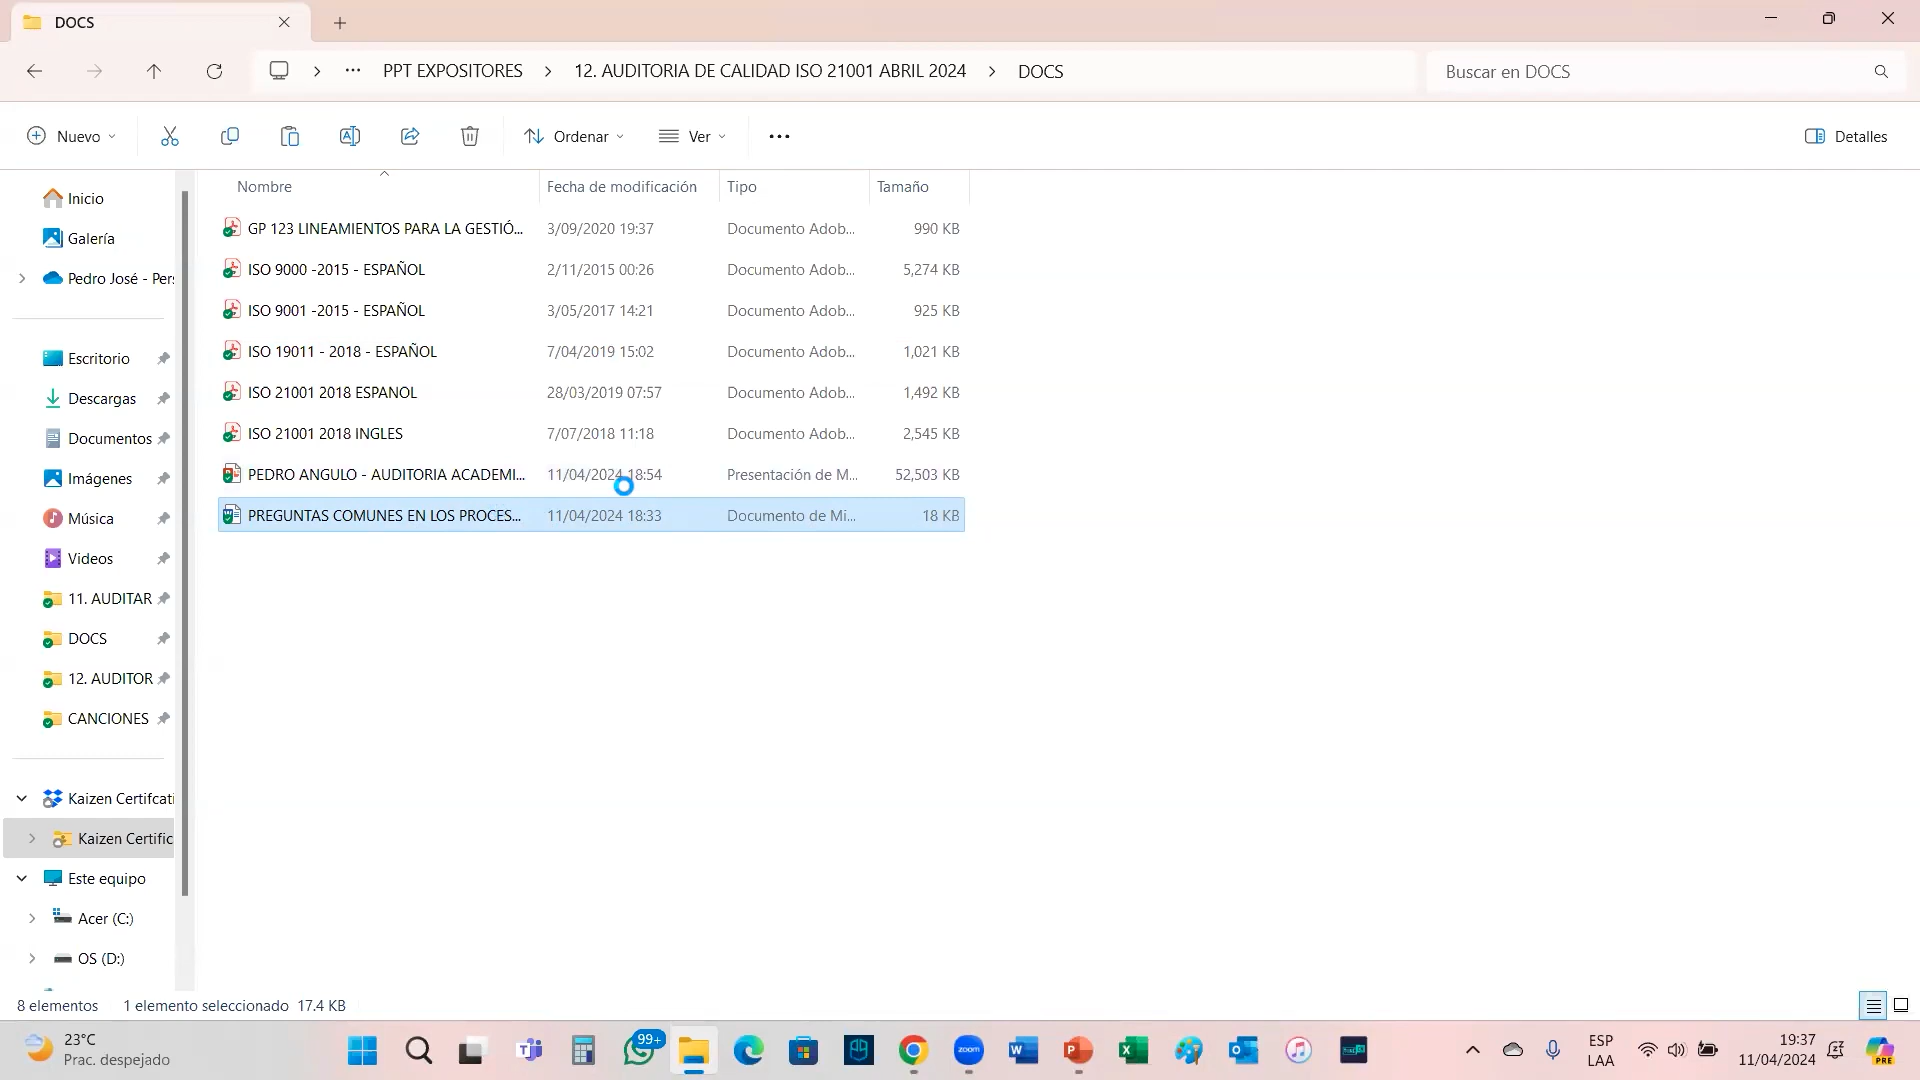 DOCS
PPT EXPOSITORES
12. AUDITORIA DE CALIDAD ISO 21001 ABRIL 2024
DOCS
Buscar en DOCS
Nuevo
Ordenar
Ver
Detalles
Nombre
Fecha de modificación
Tipo
Tamaño
GP 123 LINEAMIENTOS PARA LA GESTIÓ... 3/09/2020 19:37 Documento Adob... 990 KB
ISO 9000 -2015 - ESPAÑOL 2/11/2015 00:26 Documento Adob... 5,274 KB
ISO 9001 -2015 - ESPAÑOL 3/05/2017 14:21 Documento Adob... 925 KB
ISO 19011 - 2018 - ESPAÑOL 7/04/2019 15:02 Documento Adob... 1,021 KB
ISO 21001 2018 ESPANOL 28/03/2019 07:57 Documento Adob... 1,492 KB
ISO 21001 2018 INGLES 7/07/2018 11:18 Documento Adob... 2,545 KB
PEDRO ANGULO - AUDITORIA ACADEMI... 11/04/2024 18:54 Presentación de M... 52,503 KB
PREGUNTAS COMUNES EN LOS PROCES... 11/04/2024 18:33 Documento de Mi... 18 KB
Inicio
Galería
Pedro José - Pers
Escritorio
Descargas
Documentos
Imágenes
Música
Videos
11. AUDITAR
DOCS
12. AUDITOR
CANCIONES
Kaizen Certifcati
Kaizen Certific
Este equipo
Acer (C:)
OS (D:)
8 elementos
1 elemento seleccionado 17.4 KB
23°C
Prac. despejado
99+
zoom
ESP
LAA
19:37
11/04/2024
PRE